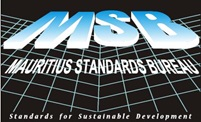 MSB
MAURITIUS STANDARDS BUREAU
Standards for Sustainable Development